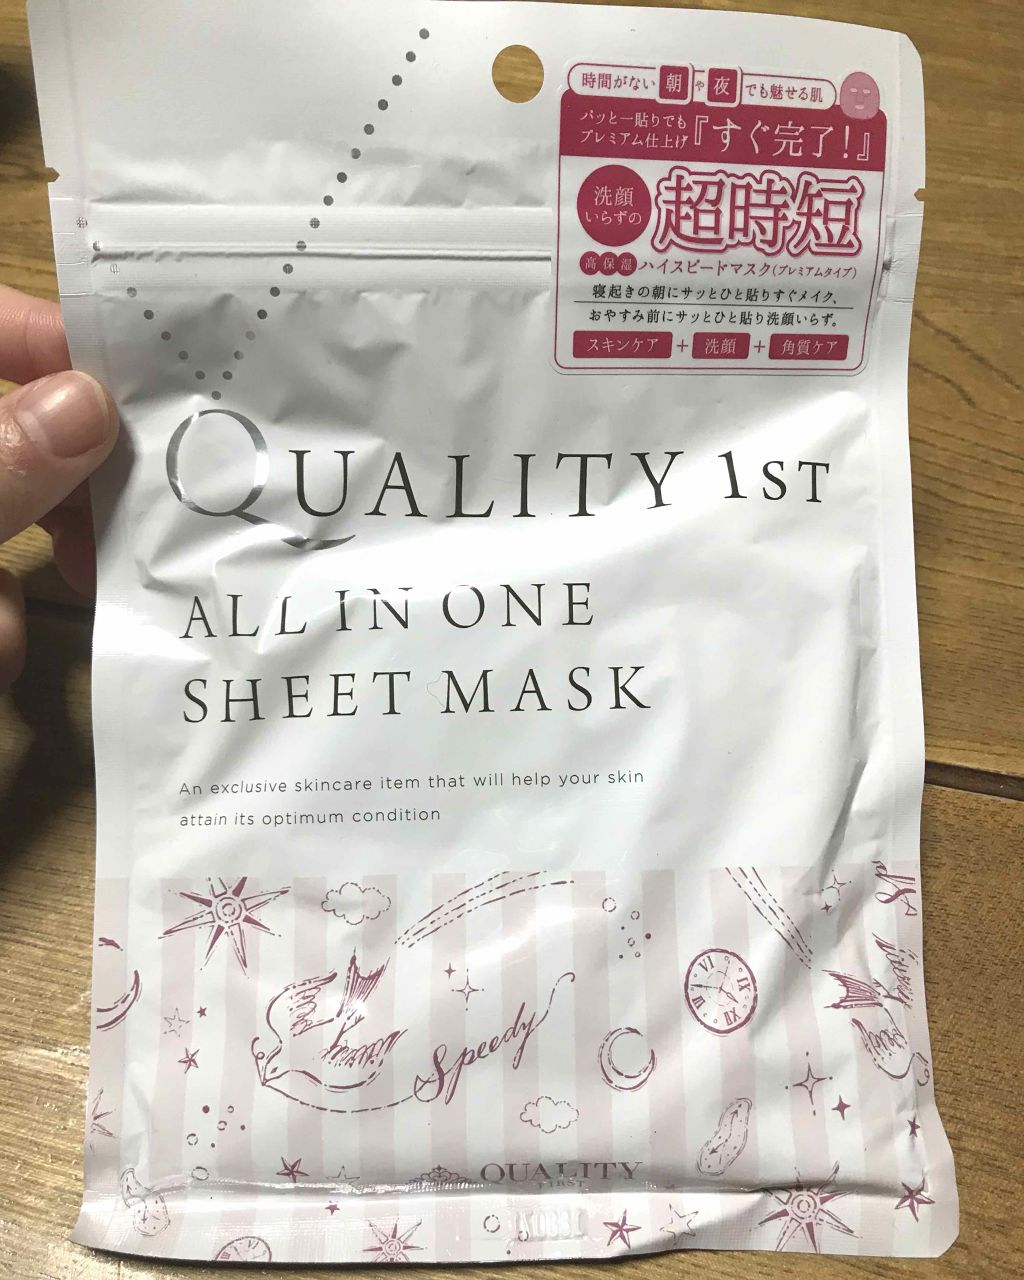 時間がない朝や夜でも魅せる肌
パッと一貼りでも
プレミアム仕上げ『すぐ完了!』
洗顔
いらずの
超時短
高保湿ハイスピードマスク(プレミアムタイプ)
寝起きの朝にサッとひと貼りすぐメイク、
おやすみ前にサッとひと貼り洗顔いらず。
スキンケア+洗顔+角質ケア
QUALITY 1ST
ALL IN ONE
SHEET MASK
An exclusive skincare item that will help your skin
attain its optimum condition
VI
IX
III
XII
Speedy
QUALITY
FIRST